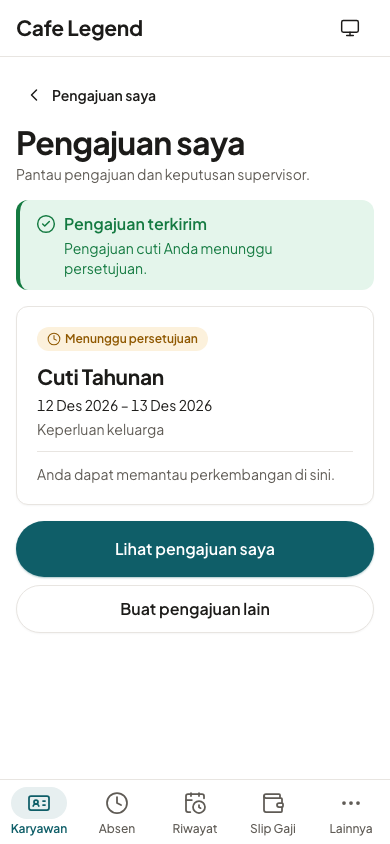 Cafe Legend
Pengajuan saya
Pengajuan saya
Pantau pengajuan dan keputusan supervisor.
Pengajuan terkirim
Pengajuan cuti Anda menunggu
persetujuan.
Menunggu persetujuan
Cuti Tahunan
12 Des 2026 – 13 Des 2026
Keperluan keluarga
Anda dapat memantau perkembangan di sini.
Lihat pengajuan saya
Buat pengajuan lain
Karyawan
Absen
Riwayat
Slip Gaji
Lainnya